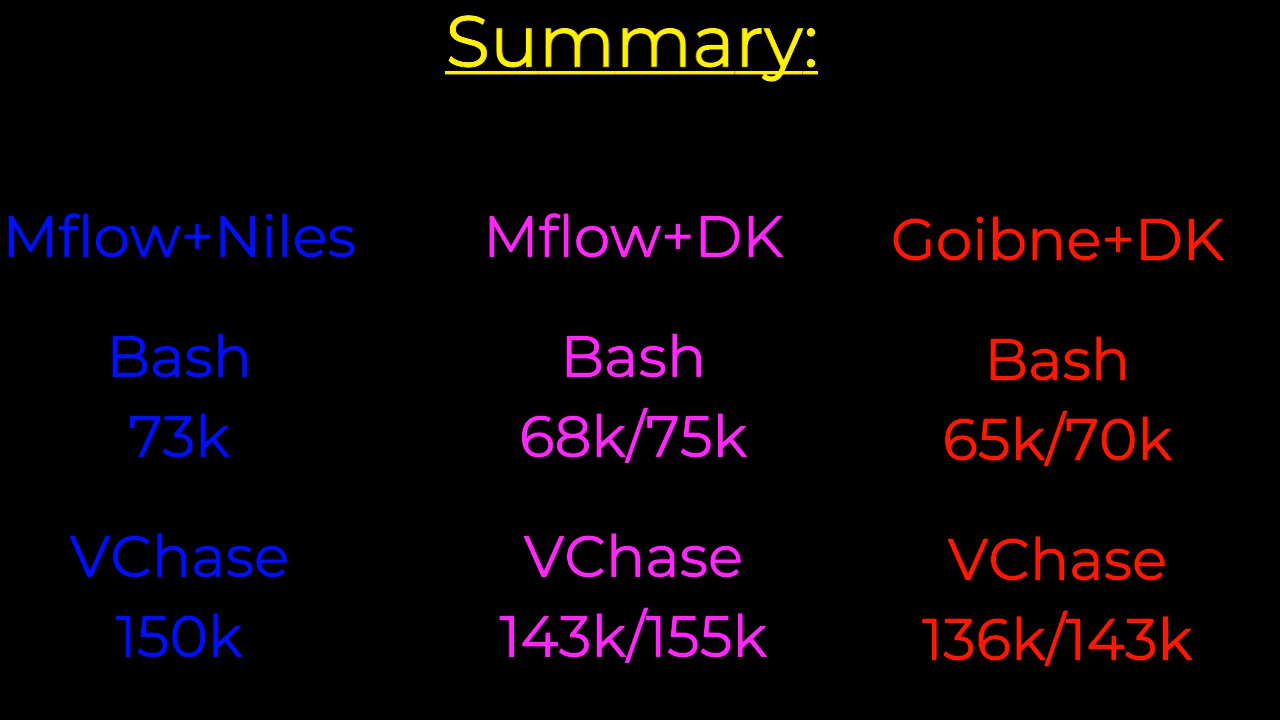 Summary:
Mflow+Niles
Bash
73k
VChase
150k
Mflow+DK
Bash
68k/75k
VChase
143k/155k
Goibne+DK
Bash
65k/70k
VChase
136k/143k